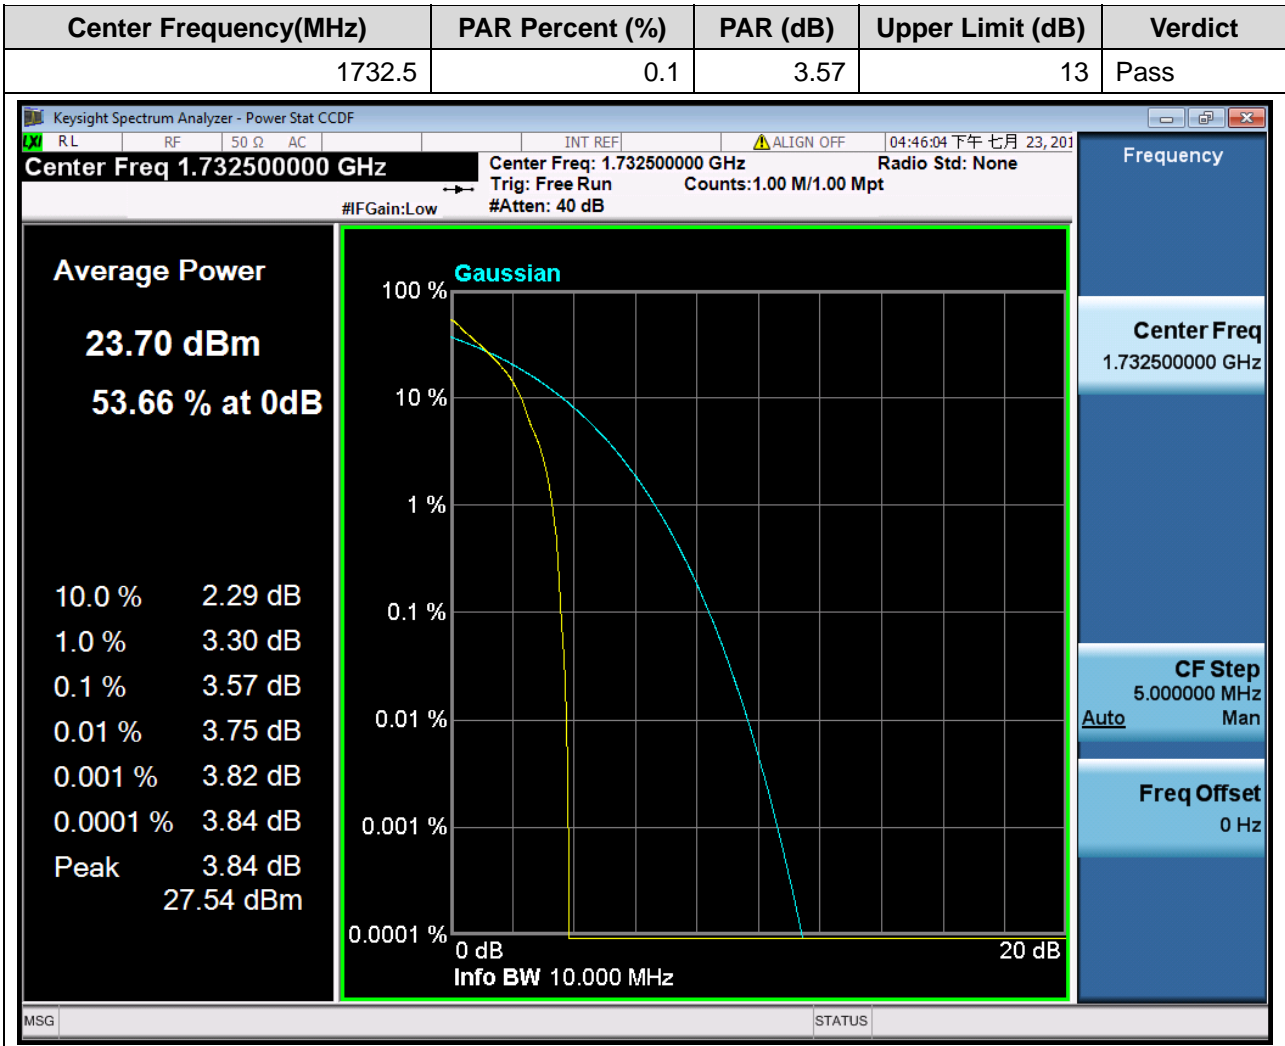 Center Frequency(MHz) PAR Percent (%) PAR (dB) Upper Limit (dB) Verdict
1732.5 0.1 3.57 13 Pass
Keysight Spectrum Analyzer - Power Stat CCDF
LXI RL RF 50 Ω AC INT REF ALIGN OFF 04:46:04 下午 七月 23, 201
Center Freq 1.732500000 GHz
Center Freq: 1.732500000 GHz Radio Std: None
Trig: Free Run Counts:1.00 M/1.00 Mpt
#IFGain:Low #Atten: 40 dB
Average Power
23.70 dBm
53.66 % at 0dB
10.0 % 2.29 dB
1.0 % 3.30 dB
0.1 % 3.57 dB
0.01 % 3.75 dB
0.001 % 3.82 dB
0.0001 % 3.84 dB
Peak 3.84 dB
27.54 dBm
Gaussian
100 %
10 %
1 %
0.1 %
0.01 %
0.001 %
0.0001 %
0 dB 20 dB
Info BW 10.000 MHz
Frequency
Center Freq
1.732500000 GHz
CF Step
5.000000 MHz
Auto Man
Freq Offset
0 Hz
MSG STATUS